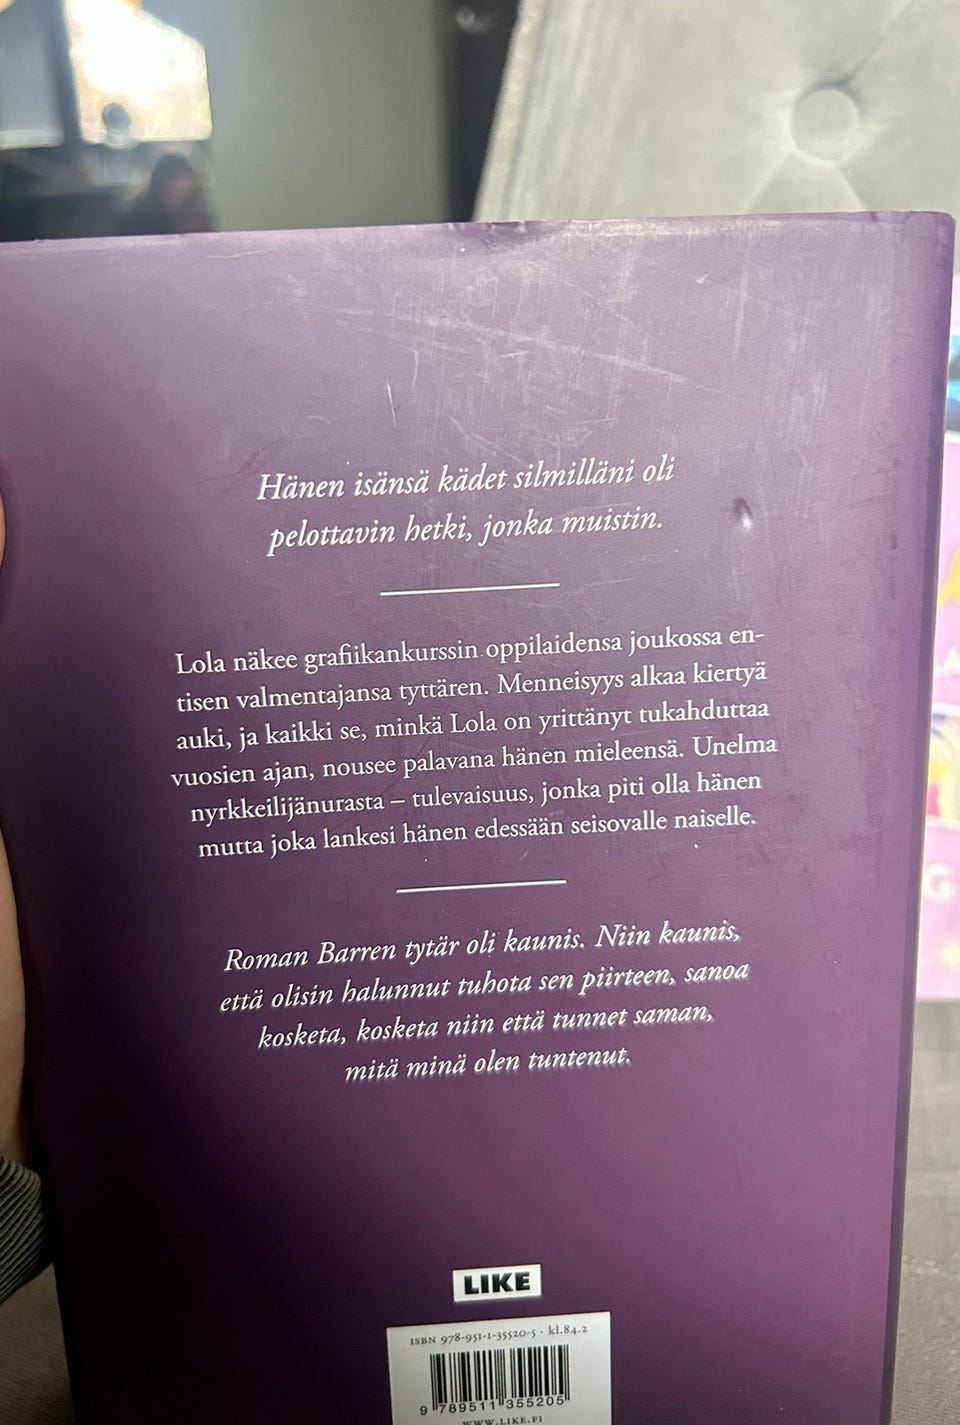 Hänen isänsä kädet silmilläni oli
pelottavin hetki, jonka muistin.
Lola näkee grafiikankurssin oppilaidensa joukossa en-
tisen valmentajansa tyttären. Menneisyys alkaa kiertyä
auki, ja kaikki se, minkä Lola on yrittänyt tukahduttaa
vuosien ajan, nousee palavana hänen mieleensä. Unelma
nyrkkeilijänurasta – tulevaisuus, jonka piti olla hänen
mutta joka lankesi hänen edessään seisovalle naiselle.
Roman Barren tytär oli kaunis. Niin kaunis,
että olisin halunnut tuhota sen piirteen, sanoa
kosketa, kosketa niin että tunnet saman,
mitä minä olen tuntenut.
LIKE
ISBN 978-951-1-35520-5 · kl.84.2
9 789511 355205
WWW.LIKE.FI